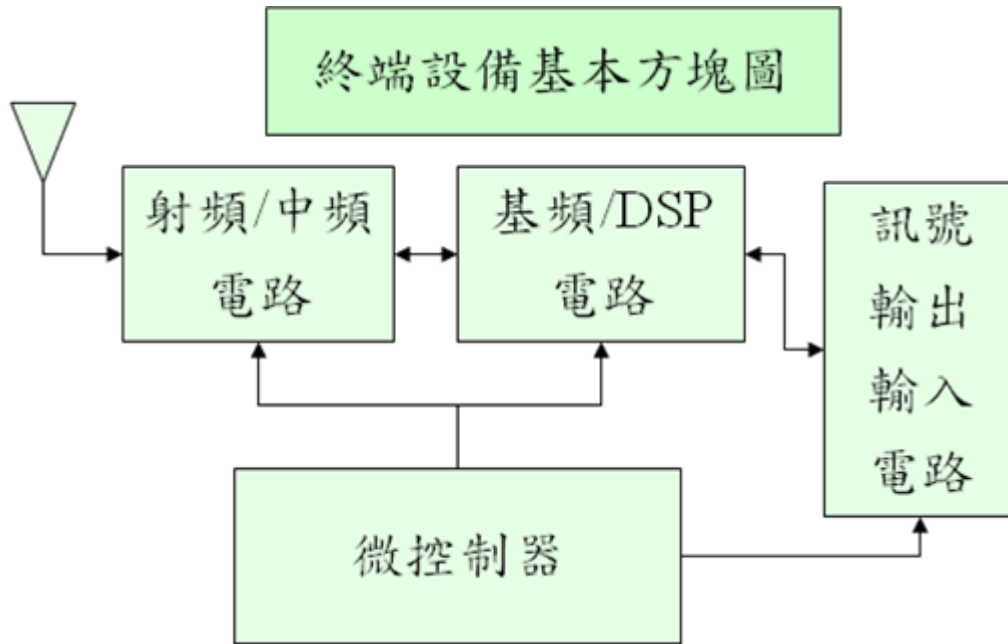 終端設備基本方塊圖
射頻/中頻
電路
基頻/DSP
電路
訊號
輸出
輸入
電路
微控制器